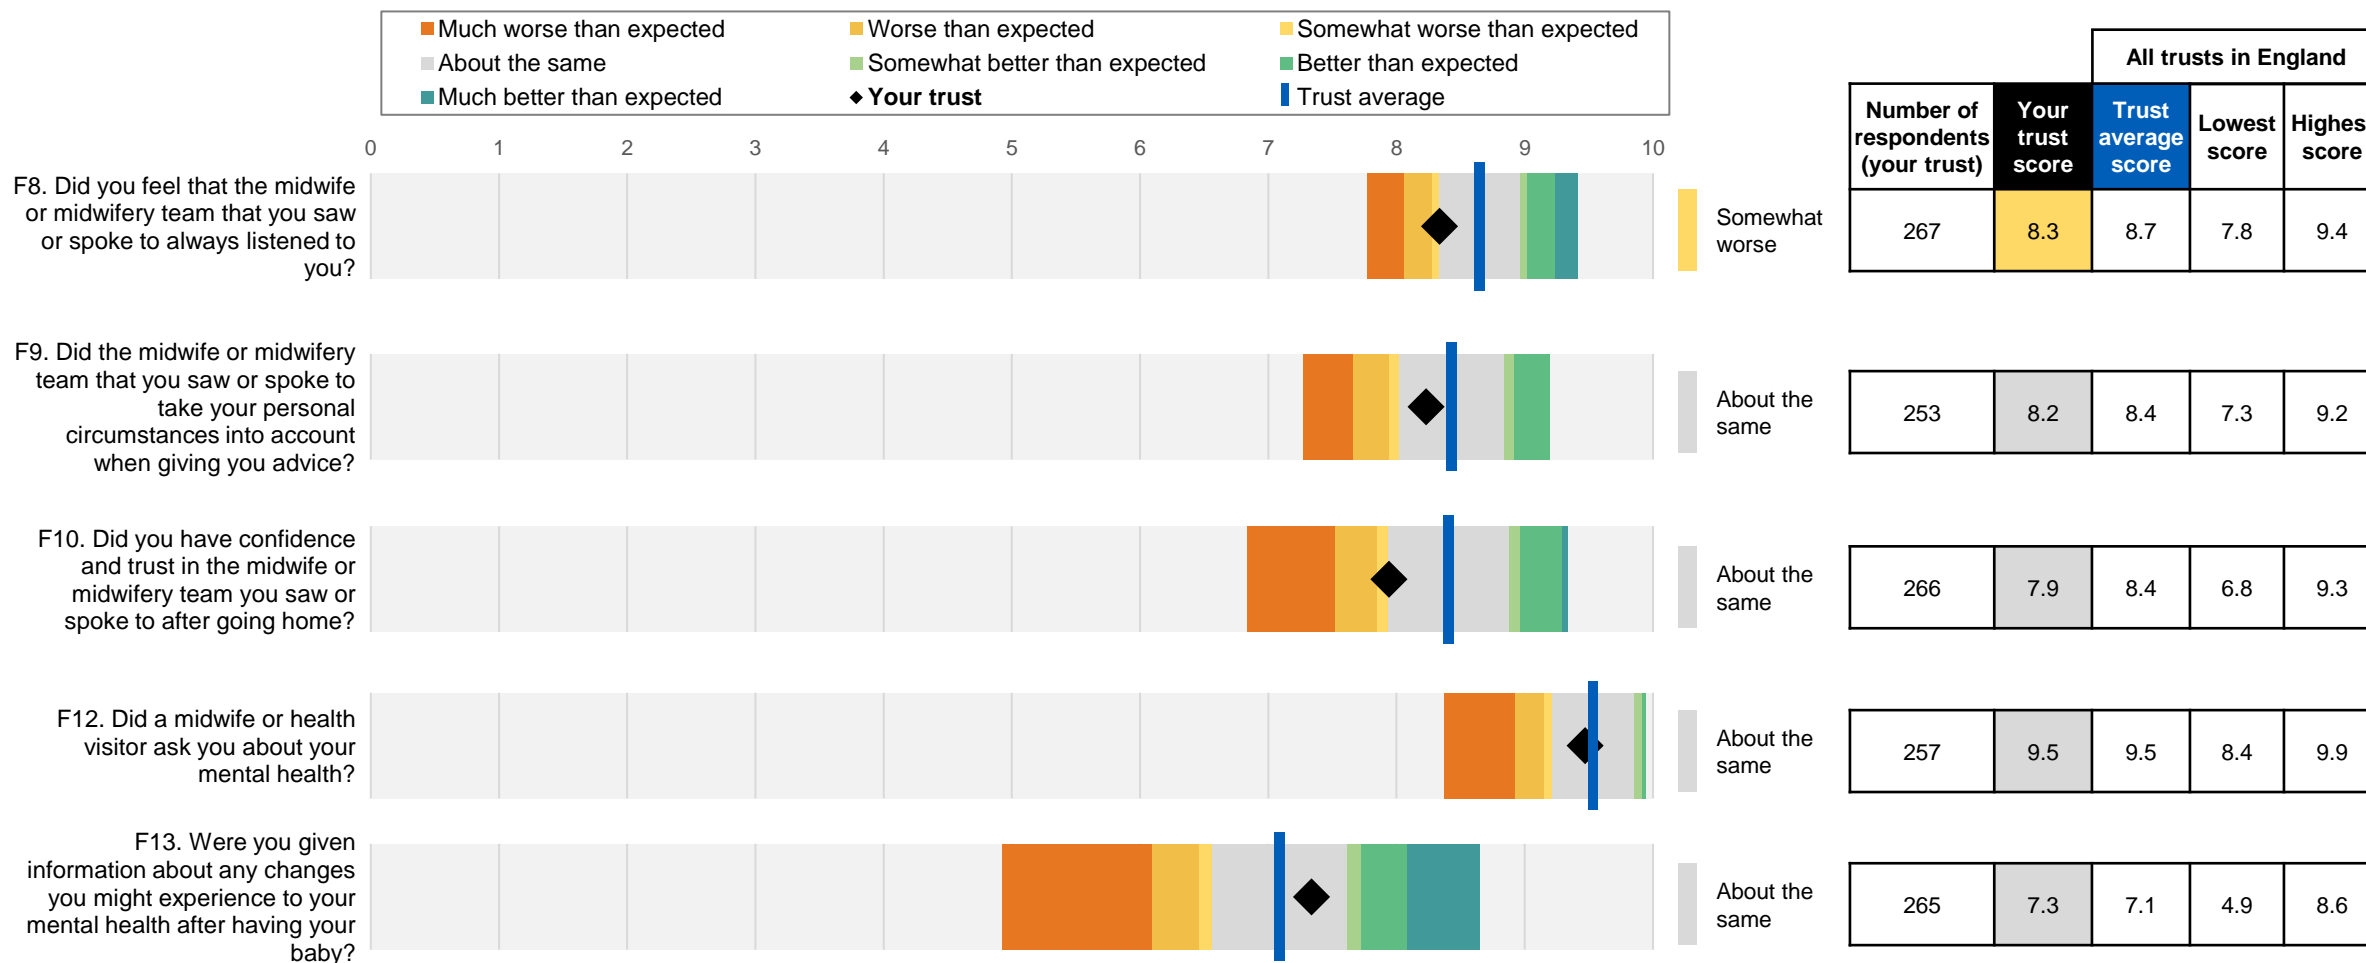 Much worse than expected
Worse than expected
Somewhat worse than expected
About the same
Somewhat better than expected
Better than expected
Much better than expected
Your trust
Trust average
All trusts in England
Number of
respondents
(your trust)
Your
trust
score
Trust
average
score
Lowest
score
Highes
score
0 1 2 3 4 5 6 7 8 9 10
F8. Did you feel that the midwife
or midwifery team that you saw
or spoke to always listened to
you?
Somewhat
worse
267 8.3 8.7 7.8 9.4
F9. Did the midwife or midwifery
team that you saw or spoke to
take your personal
circumstances into account
when giving you advice?
About the
same
253 8.2 8.4 7.3 9.2
F10. Did you have confidence
and trust in the midwife or
midwifery team you saw or
spoke to after going home?
About the
same
266 7.9 8.4 6.8 9.3
F12. Did a midwife or health
visitor ask you about your
mental health?
About the
same
257 9.5 9.5 8.4 9.9
F13. Were you given
information about any changes
you might experience to your
mental health after having your
baby?
About the
same
265 7.3 7.1 4.9 8.6